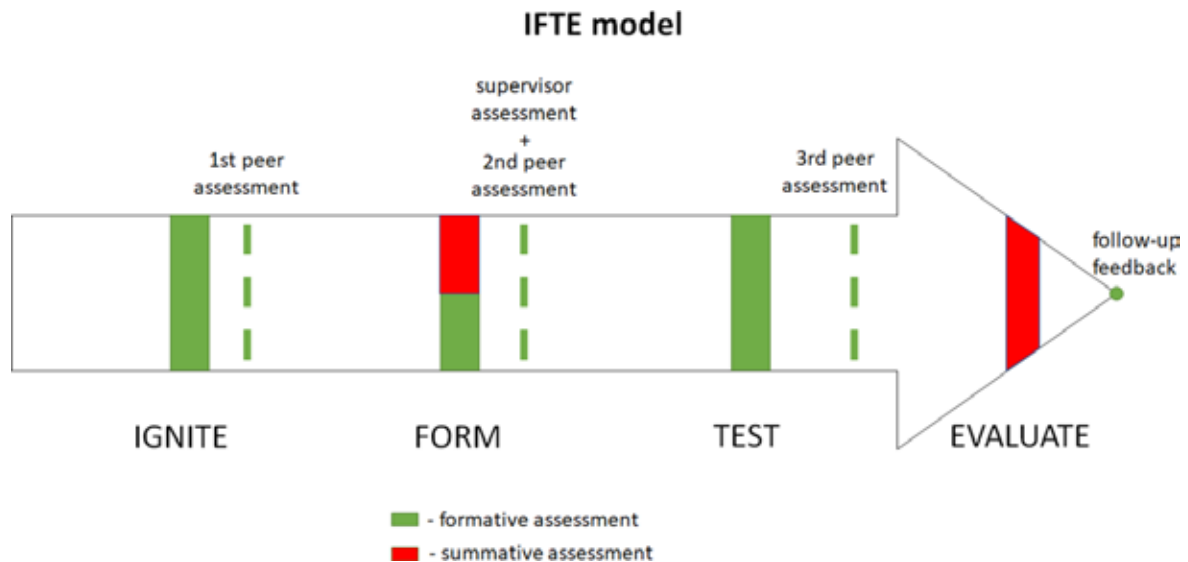 IFTE model
supervisor
assessment
+
2nd peer
assessment
1st peer
assessment
3rd peer
assessment
follow-up
feedback
IGNITE
FORM
TEST
EVALUATE
- formative assessment
- summative assessment